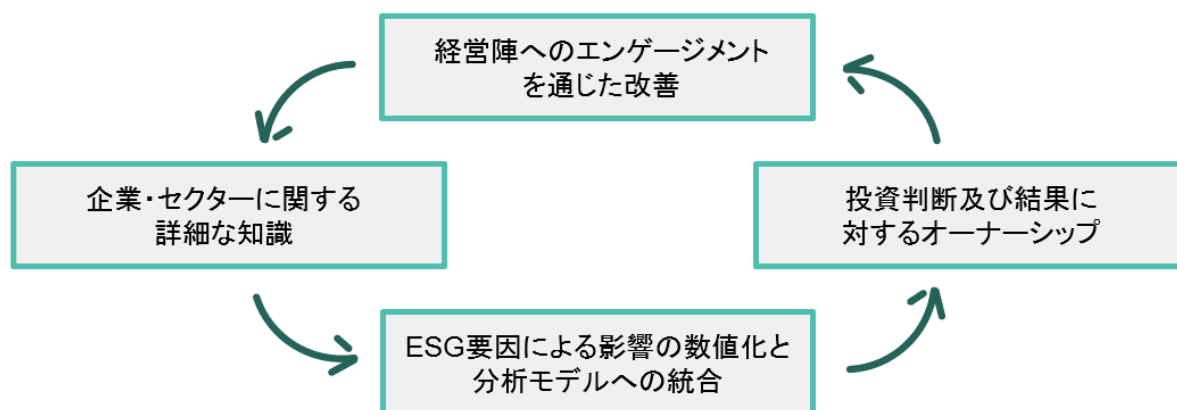 経営陣へのエンゲージメント
を通じた改善
企業・セクターに関する
詳細な知識
投資判断及び結果に
対するオーナーシップ
ESG要因による影響の数値化と
分析モデルへの統合